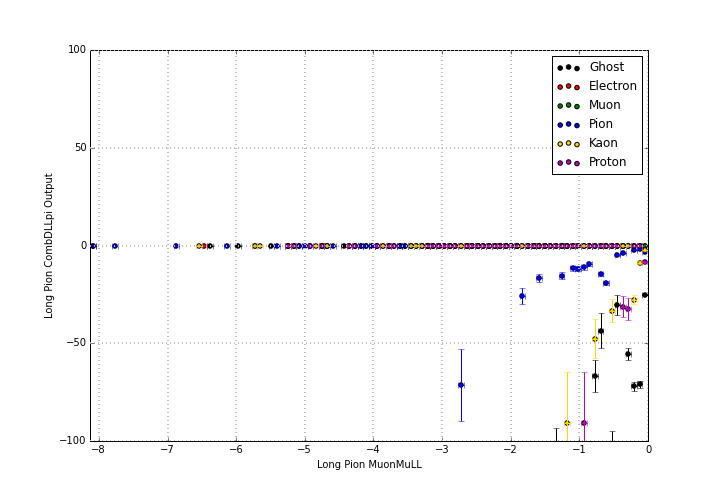 100
50
0
−50
−100
Long Pion CombDLLpi Output
Ghost
Electron
Muon
Pion
Kaon
Proton
−8 −7 −6 −5 −4 −3 −2 −1 0
Long Pion MuonMuLL